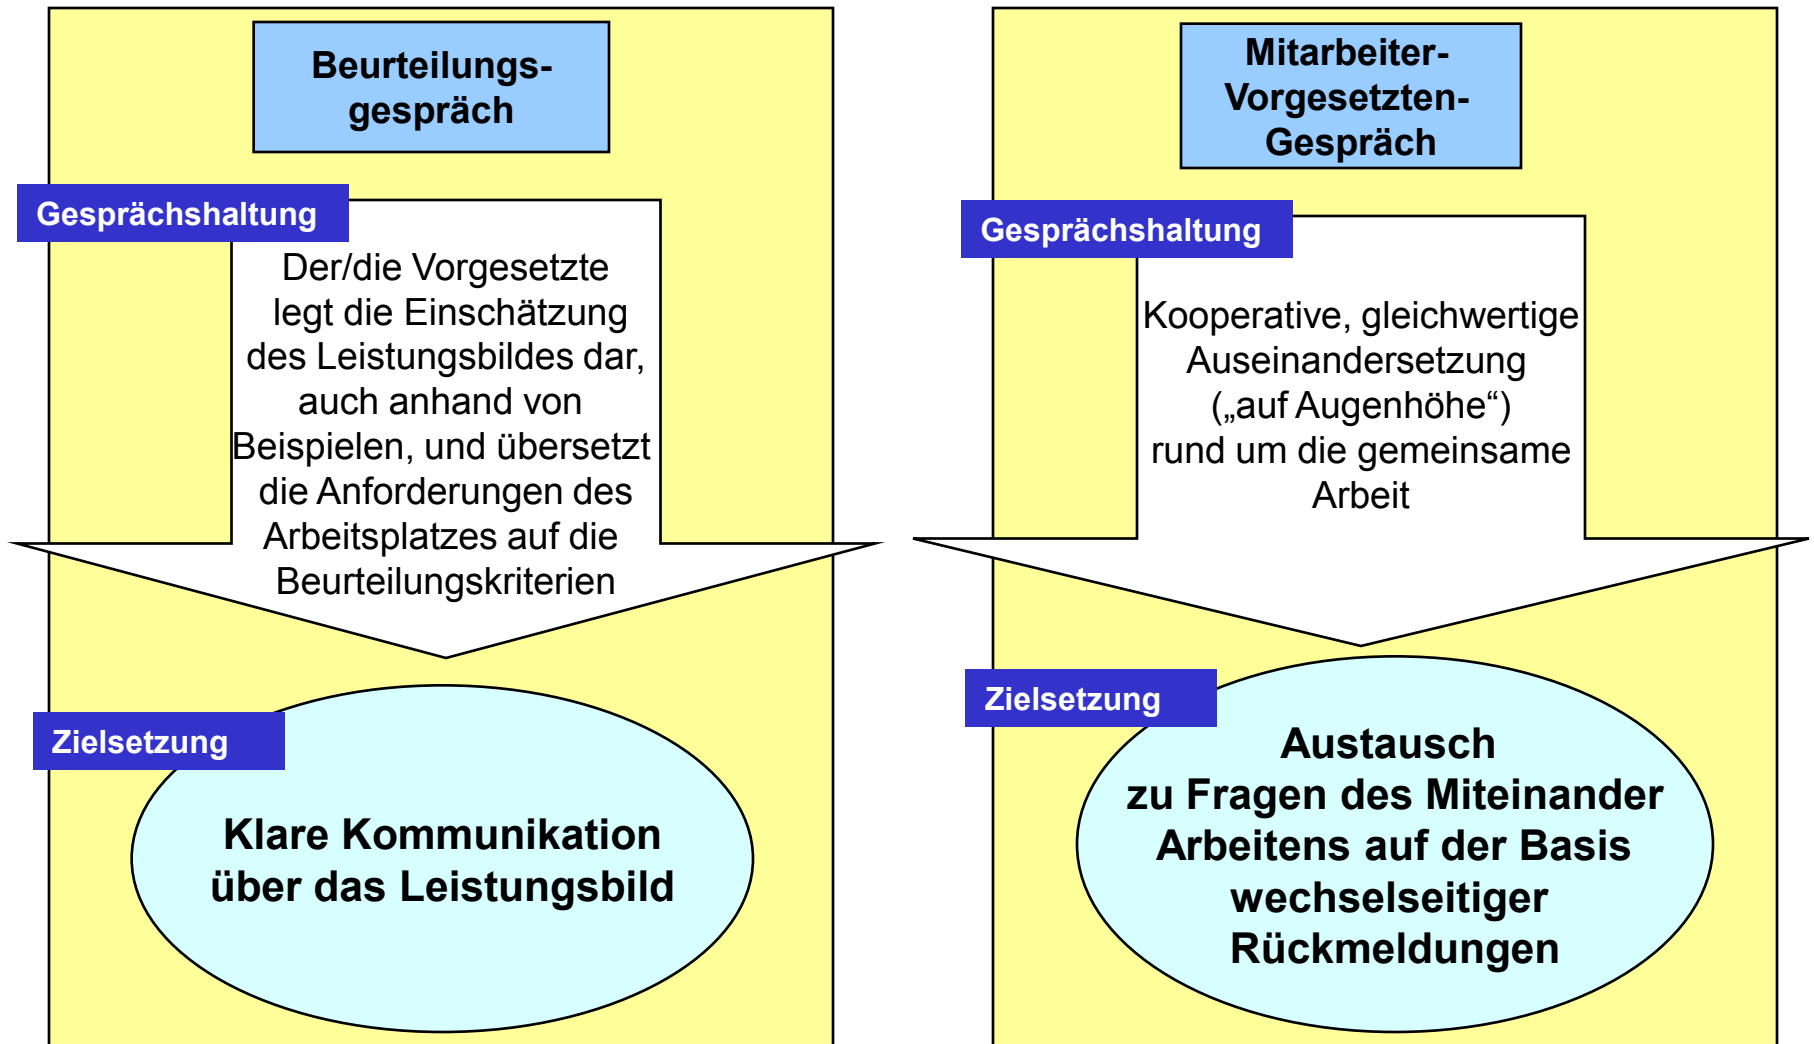 Beurteilungs-
gespräch
Gesprächshaltung
Der/die Vorgesetzte
legt die Einschätzung
des Leistungsbildes dar,
auch anhand von
Beispielen, und übersetzt
die Anforderungen des
Arbeitsplatzes auf die
Beurteilungskriterien
Zielsetzung
Klare Kommunikation
über das Leistungsbild
Mitarbeiter-
Vorgesetzten-
Gespräch
Gesprächshaltung
Kooperative, gleichwertige
Auseinandersetzung
(„auf Augenhöhe“)
rund um die gemeinsame
Arbeit
Zielsetzung
Austausch
zu Fragen des Miteinander
Arbeitens auf der Basis
wechselseitiger
Rückmeldungen